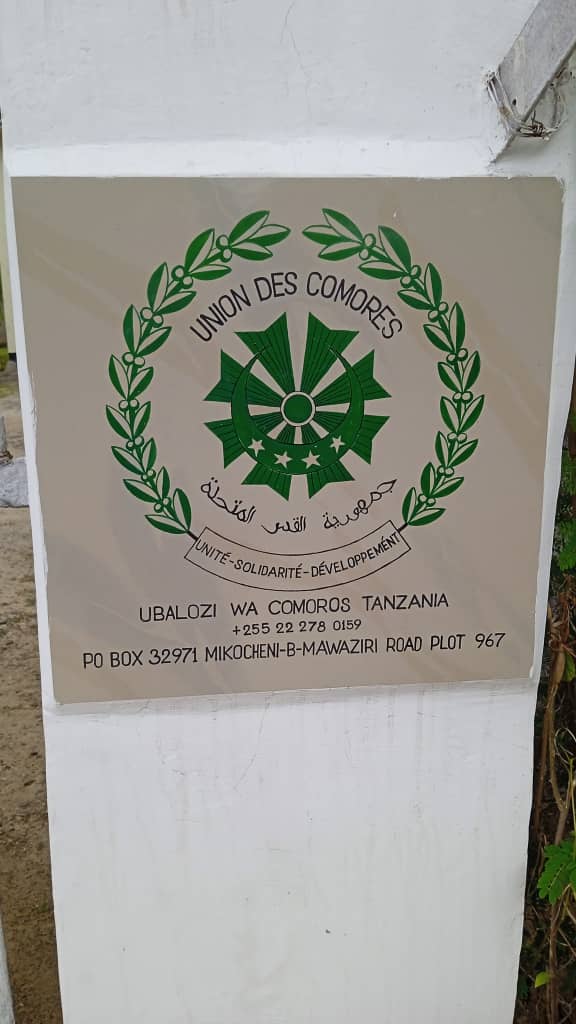 UNION DES COMORES
جمهورية القمر المتحدة
UNITÉ-SOLIDARITÉ-DÉVELOPPEMENT
UBALOZI WA COMOROS TANZANIA
+255 22 278 0159
PO BOX 32971 MIKOCHENI-B-MAWAZIRI ROAD PLOT 967